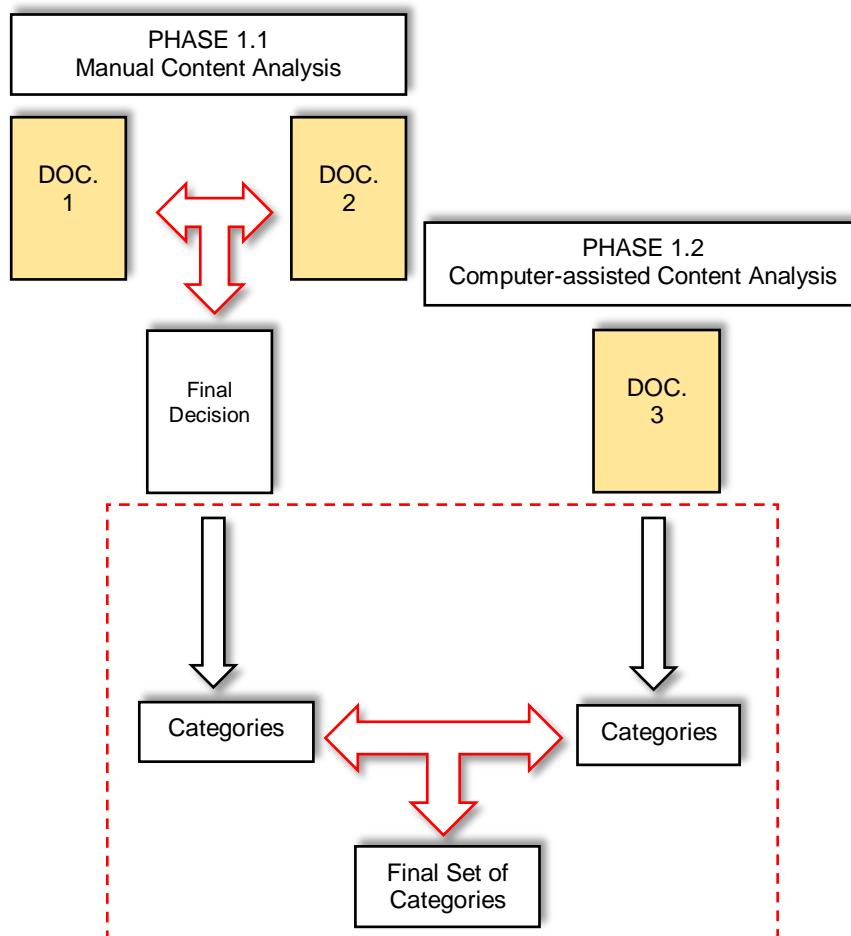 PHASE 1.1
Manual Content Analysis
DOC.
1
DOC.
2
PHASE 1.2
Computer-assisted Content Analysis
Final
Decision
DOC.
3
Categories
Categories
Final Set of
Categories